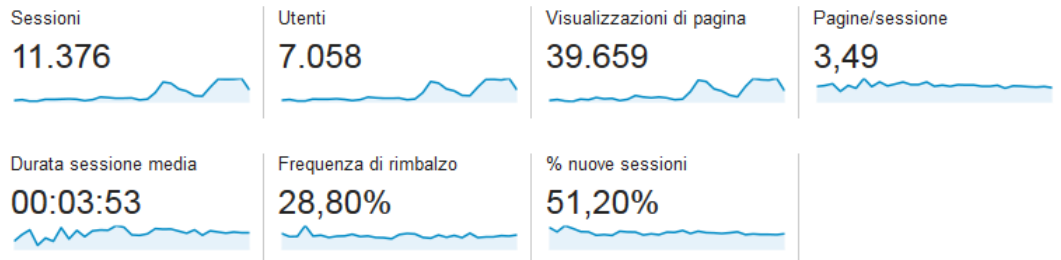 Sessioni
11.376
Utenti
7.058
Visualizzazioni di pagina
39.659
Pagine/sessione
3,49
Durata sessione media
00:03:53
Frequenza di rimbalzo
28,80%
% nuove sessioni
51,20%